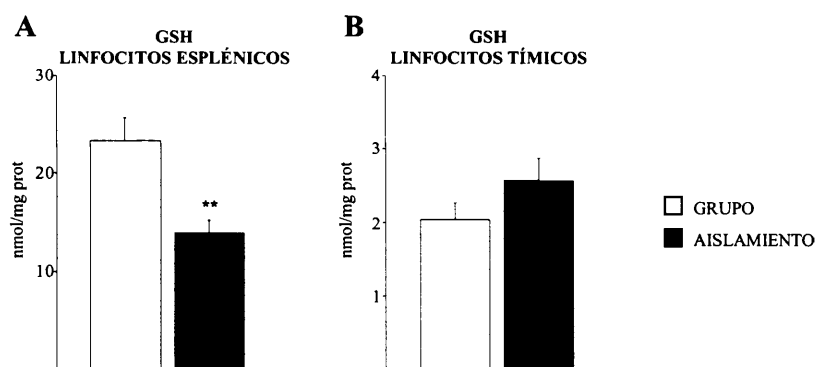 A
GSH
LINFOCITOS ESPLÉNICOS
30
20
10
nmol/mg prot
**
B
GSH
LINFOCITOS TÍMICOS
4
3
2
1
nmol/mg prot
GRUPO
AISLAMIENTO